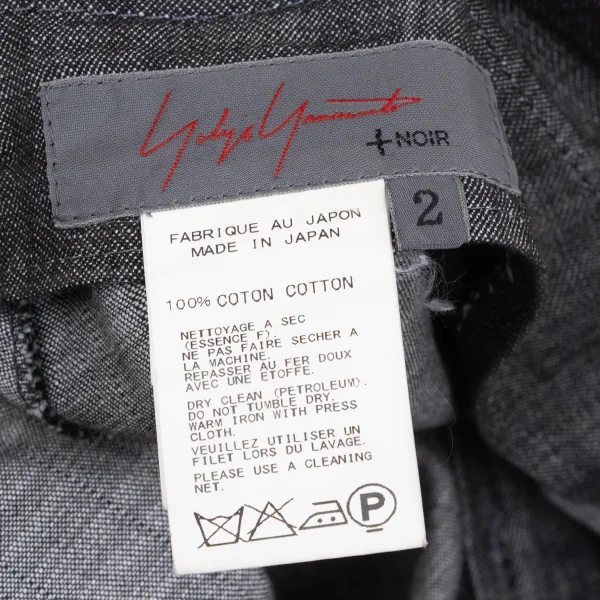 Yohji Yamamoto
+NOIR
2
FABRIQUE AU JAPON
MADE IN JAPAN
100% COTON COTTON
NETTOYAGE A SEC
(ESSENCE F).
NE PAS FAIRE SECHER A
LA MACHINE.
REPASSER AU FER DOUX
AVEC UNE ETOFFE.
DRY CLEAN (PETROLEUM).
DO NOT TUMBLE DRY.
WARM IRON WITH PRESS
CLOTH.
VEUILLEZ UTILISER UN
FILET LORS DU LAVAGE.
PLEASE USE A CLEANING
NET.
P